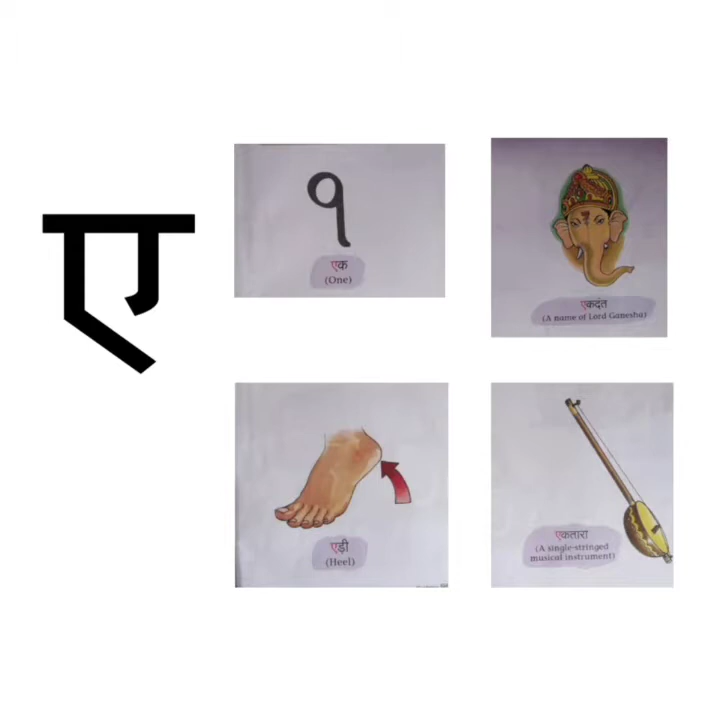 ए
१
एक
(One)
एकदंत
(A name of Lord Ganesha)
एड़ी
(Heel)
एकतारा
(A single-stringed
musical instrument)